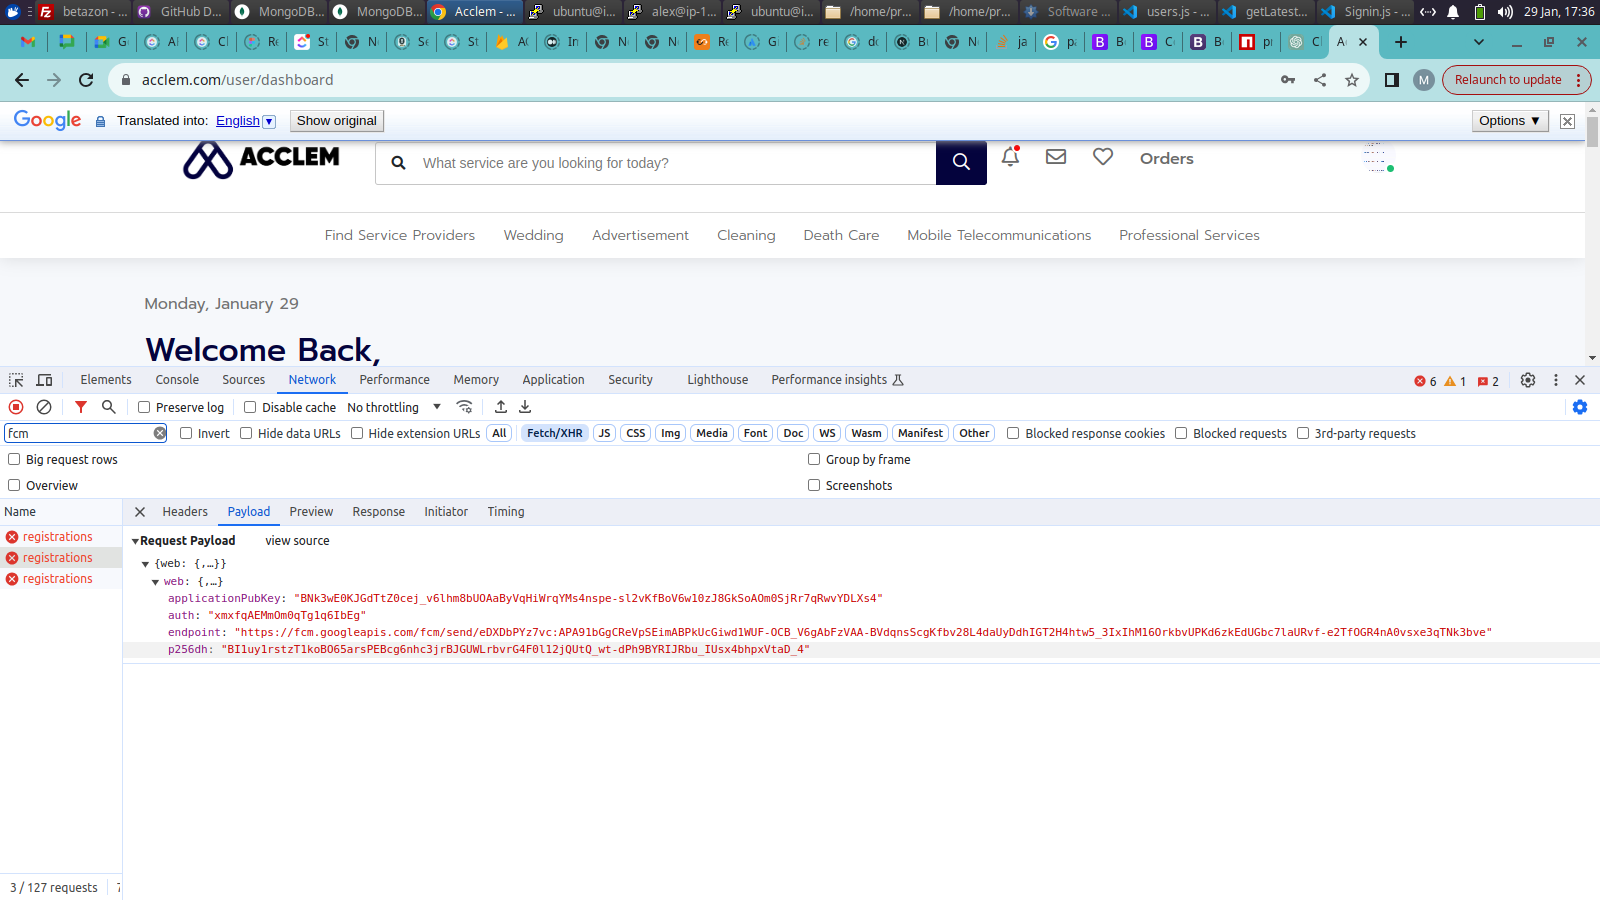 betazon - ...
GitHub D...
MongoDB...
MongoDB...
Acclem - ...
ubuntu@i...
alex@ip-1...
ubuntu@i...
/home/pr...
/home/pr...
Software ...
users.js - ...
getLatest...
Signin.js - ...
29 Jan, 17:36
acclem.com/user/dashboard
M
Relaunch to update
Google
Translated into: English ▼
Show original
Options ▼
ACCLEM
What service are you looking for today?
Orders
Find Service Providers
Wedding
Advertisement
Cleaning
Death Care
Mobile Telecommunications
Professional Services
Monday, January 29
Welcome Back,
Elements
Console
Sources
Network
Performance
Memory
Application
Security
Lighthouse
Performance insights
6
1
2
Preserve log
Disable cache
No throttling
fcm
Invert
Hide data URLs
Hide extension URLs
All
Fetch/XHR
JS
CSS
Img
Media
Font
Doc
WS
Wasm
Manifest
Other
Blocked response cookies
Blocked requests
3rd-party requests
Big request rows
Group by frame
Overview
Screenshots
Name
Headers
Payload
Preview
Response
Initiator
Timing
registrations
registrations
registrations
Request Payload
view source
{web: {,…}}
web: {,…}
applicationPubKey: "BNk3wE0KJGdTtZ0cej_v6lhm8bUOAaByVqHiWrqYMs4nspe-sl2vKfBoV6w10zJ8GkSoAOm0SjRr7qRwvYDLXs4"
auth: "xmxfqAEMmOm0qTg1q6IbEg"
endpoint: "https://fcm.googleapis.com/fcm/send/eDXDbPYz7vc:APA91bGgCReVpSEimABPkUcGiwd1WUF-OCB_V6gAbFzVAA-BVdqnsScgKfbv28L4daUyDdhIGT2H4htw5_3IxIhM16OrkbvUPKd6zkEdUGbc7laURvf-e2TfOGR4nA0vsxe3qTNk3bve"
p256dh: "BI1uy1rstzT1koBO65arsPEBcg6nhc3jrBJGUWLrbvrG4F0l12jQUtQ_wt-dPh9BYRIJRbu_IUsx4bhpxVtaD_4"
3 / 127 requests